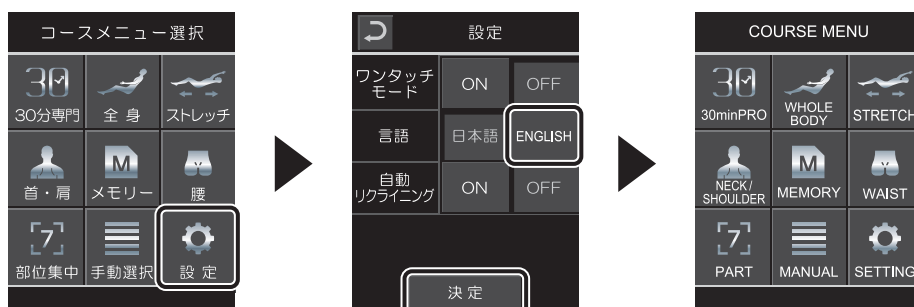 コースメニュー選択
30
30分専門
全身
ストレッチ
首・肩
M
メモリー
腰
7
部位集中
手動選択
設定
設定
ワンタッチ
モード
ON
OFF
言語
日本語
ENGLISH
自動
リクライニング
ON
OFF
決定
COURSE MENU
30
30minPRO
WHOLE
BODY
STRETCH
NECK/
SHOULDER
M
MEMORY
WAIST
7
PART
MANUAL
SETTING